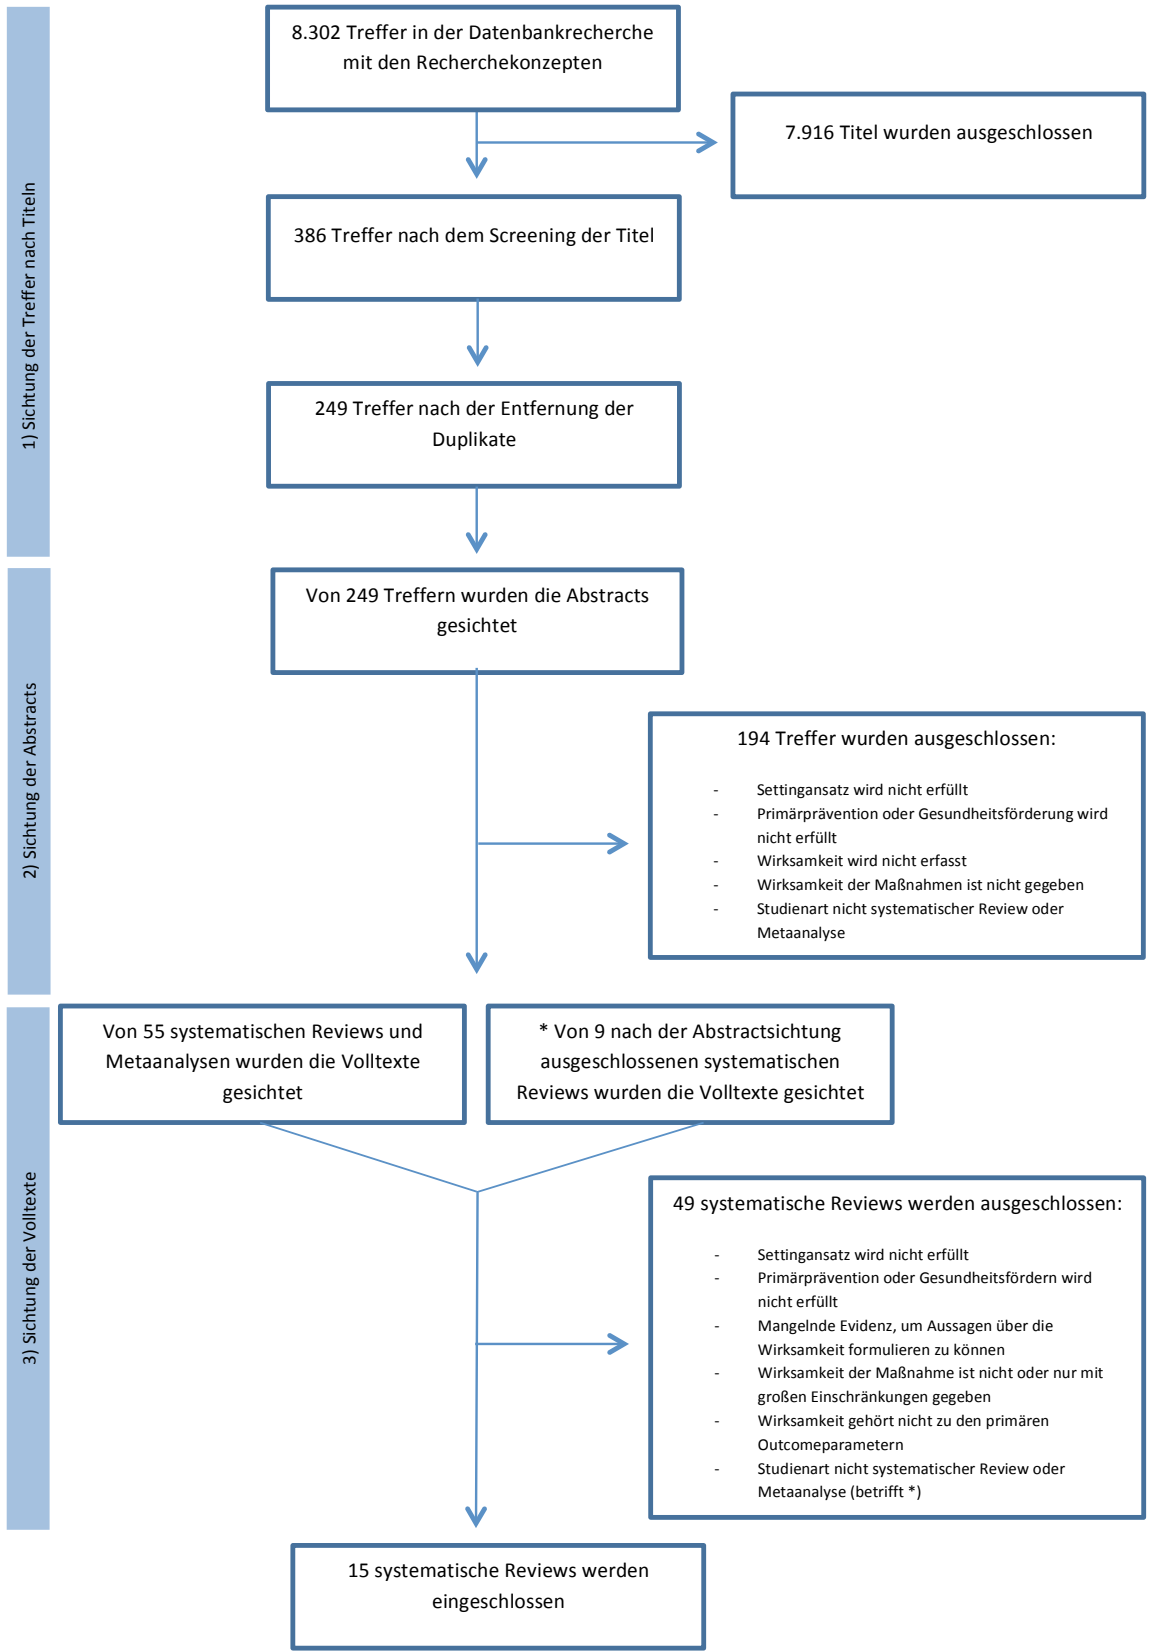 8.302 Treffer in der Datenbankrecherche
mit den Recherchekonzepten
7.916 Titel wurden ausgeschlossen
1) Sichtung der Treffer nach Titeln
386 Treffer nach dem Screening der Titel
249 Treffer nach der Entfernung der
Duplikate
2) Sichtung der Abstracts
Von 249 Treffern wurden die Abstracts
gesichtet
194 Treffer wurden ausgeschlossen:
- Settingansatz wird nicht erfüllt
- Primärprävention oder Gesundheitsförderung wird
nicht erfüllt
- Wirksamkeit wird nicht erfasst
- Wirksamkeit der Maßnahmen ist nicht gegeben
- Studienart nicht systematischer Review oder
Metaanalyse
3) Sichtung der Volltexte
Von 55 systematischen Reviews und
Metaanalysen wurden die Volltexte
gesichtet
* Von 9 nach der Abstractsichtung
ausgeschlossenen systematischen
Reviews wurden die Volltexte gesichtet
49 systematische Reviews werden ausgeschlossen:
- Settingansatz wird nicht erfüllt
- Primärprävention oder Gesundheitsfördern wird
nicht erfüllt
- Mangelnde Evidenz, um Aussagen über die
Wirksamkeit formulieren zu können
- Wirksamkeit der Maßnahme ist nicht oder nur mit
großen Einschränkungen gegeben
- Wirksamkeit gehört nicht zu den primären
Outcomeparametern
- Studienart nicht systematischer Review oder
Metaanalyse (betrifft *)
15 systematische Reviews werden
eingeschlossen